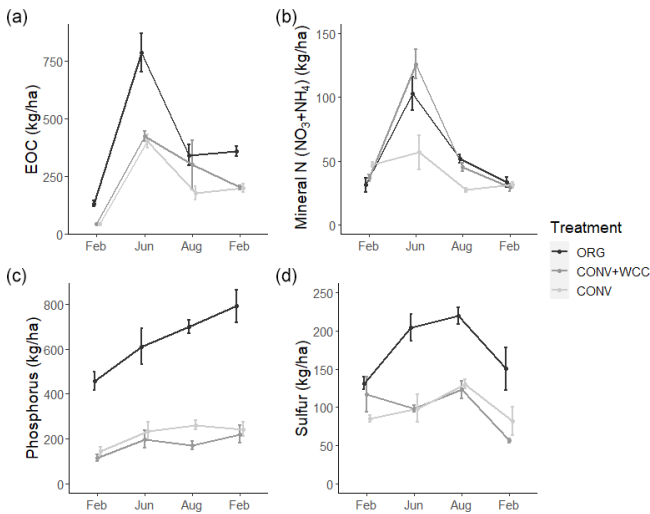 (a)
EOC (kg/ha)
750
500
250
0
Feb Jun Aug Feb
(b)
Mineral N (NO3+NH4) (kg/ha)
150
100
50
0
Feb Jun Aug Feb
Treatment
ORG
CONV+WCC
CONV
(c)
Phosphorus (kg/ha)
800
600
400
200
0
Feb Jun Aug Feb
(d)
Sulfur (kg/ha)
250
200
150
100
50
0
Feb Jun Aug Feb